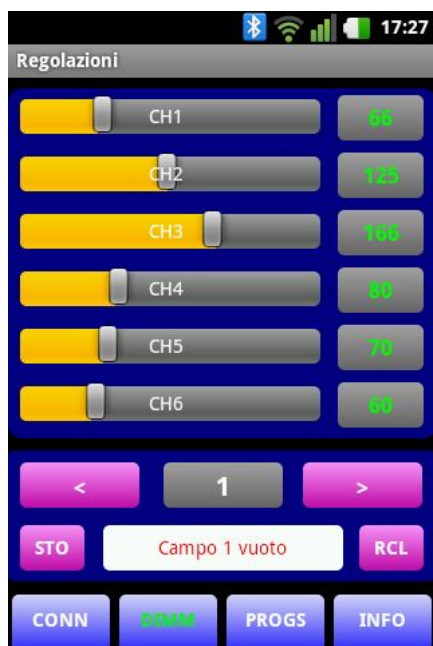 17:27
Regolazioni
CH1 66
CH2 125
CH3 166
CH4 80
CH5 70
CH6 60
< 1 >
STO Campo 1 vuoto RCL
CONN DIMM PROGS INFO